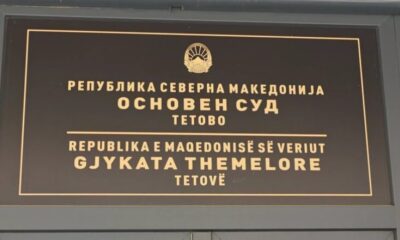 РЕПУБЛИКА СЕВЕРНА МАКЕДОНИЈА
ОСНОВЕН СУД
ТЕТОВО
REPUBLIKA E MAQEDONISË SË VERIUT
GJYKATA THEMELORE
TETOVË